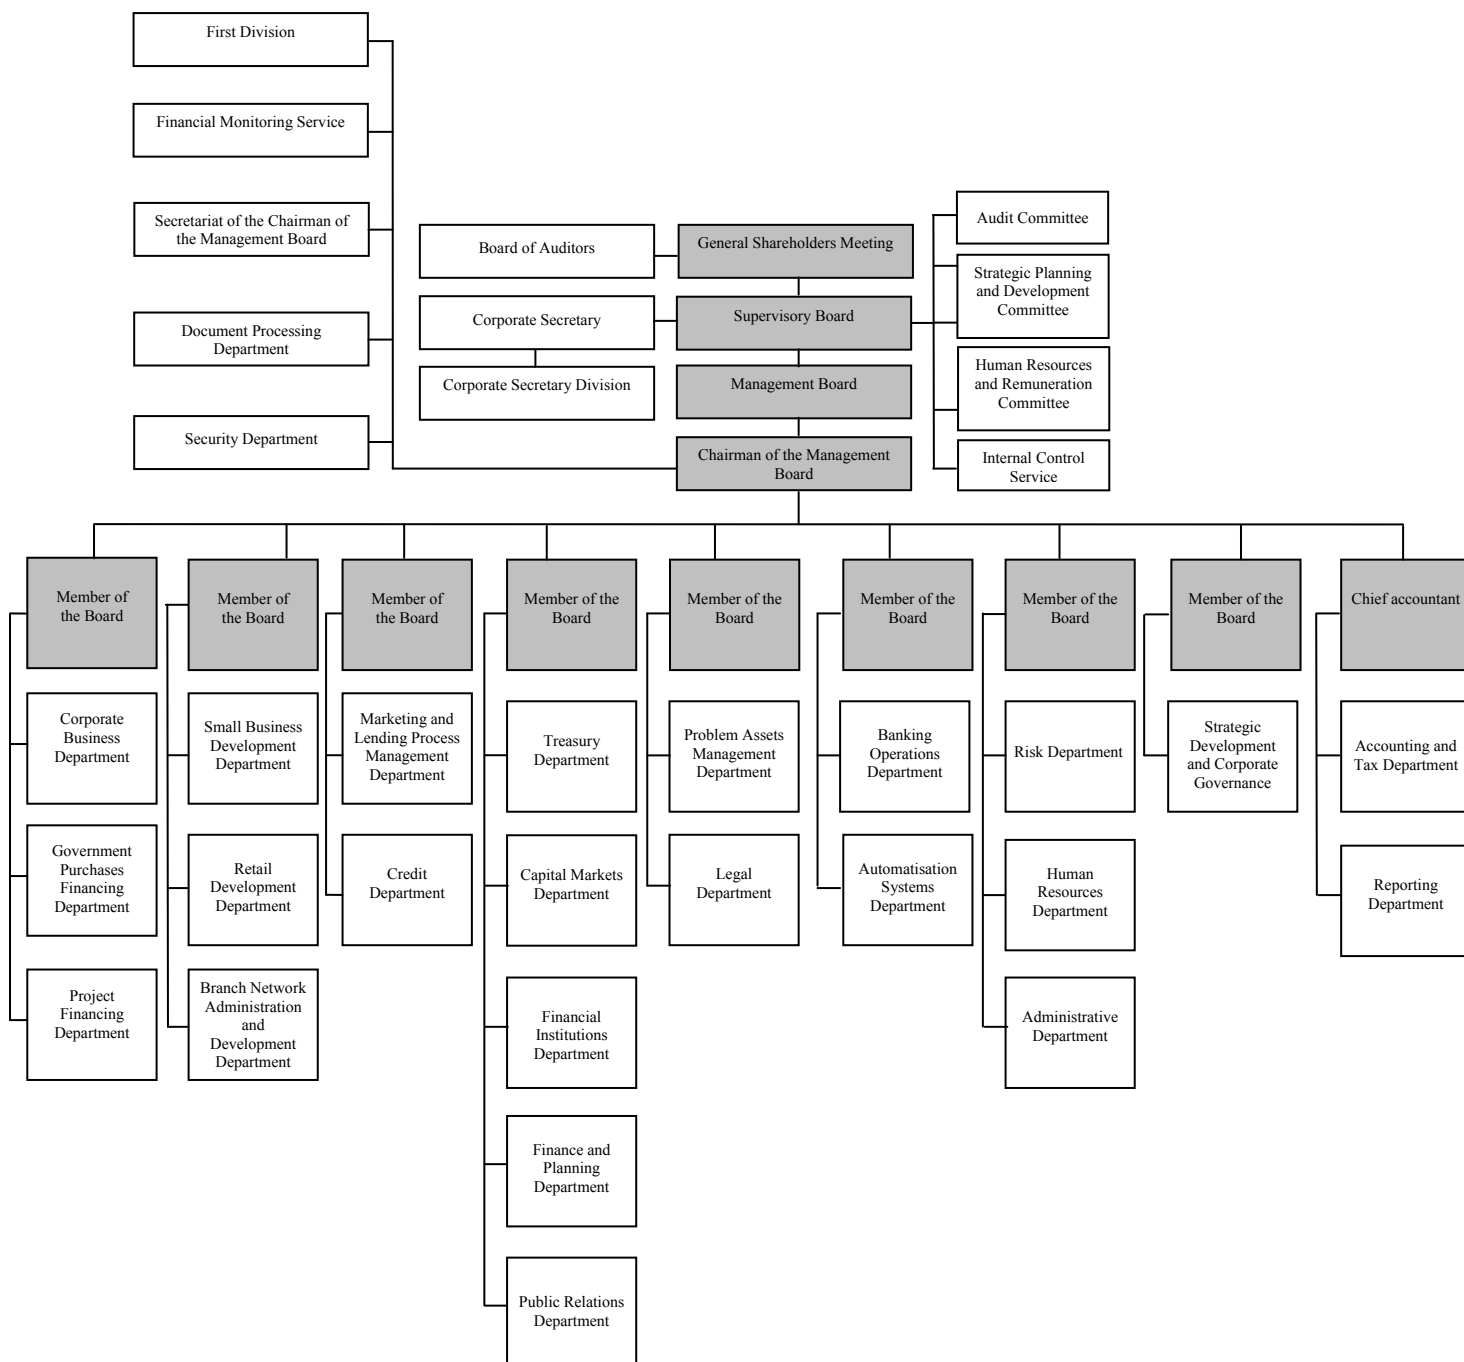 First Division
Financial Monitoring Service
Secretariat of the Chairman of
the Management Board
Document Processing
Department
Security Department
Board of Auditors
General Shareholders Meeting
Corporate Secretary
Supervisory Board
Corporate Secretary Division
Management Board
Chairman of the Management
Board
Audit Committee
Strategic Planning
and Development
Committee
Human Resources
and Remuneration
Committee
Internal Control
Service
Member of
the Board
Corporate
Business
Department
Government
Purchases
Financing
Department
Project
Financing
Department
Member of
the Board
Small Business
Development
Department
Retail
Development
Department
Branch Network
Administration
and
Development
Department
Member of
the Board
Marketing and
Lending Process
Management
Department
Credit
Department
Member of the
Board
Treasury
Department
Capital Markets
Department
Financial
Institutions
Department
Finance and
Planning
Department
Public Relations
Department
Member of the
Board
Problem Assets
Management
Department
Legal
Department
Member of the
Board
Banking
Operations
Department
Automatisation
Systems
Department
Member of the
Board
Risk Department
Human
Resources
Department
Administrative
Department
Member of the
Board
Strategic
Development
and Corporate
Governance
Chief accountant
Accounting and
Tax Department
Reporting
Department